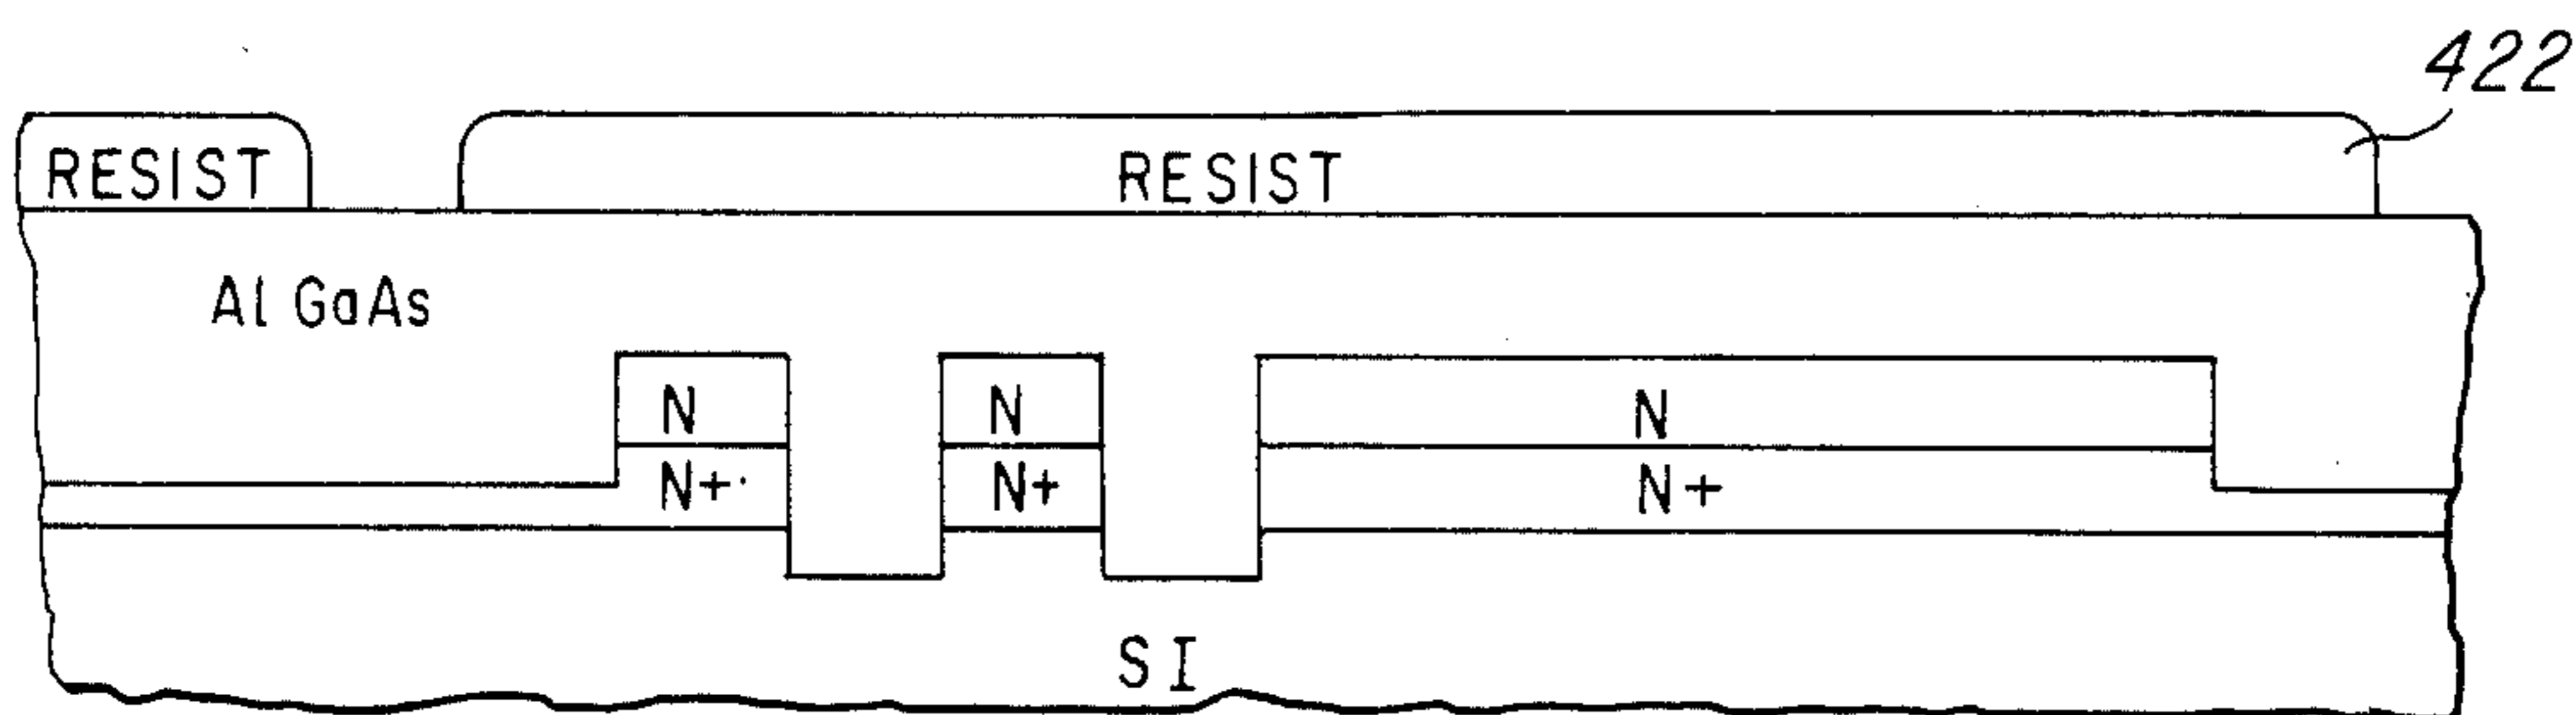 422
RESIST RESIST
Al GaAs
N N N
N+ N+ N+
SI